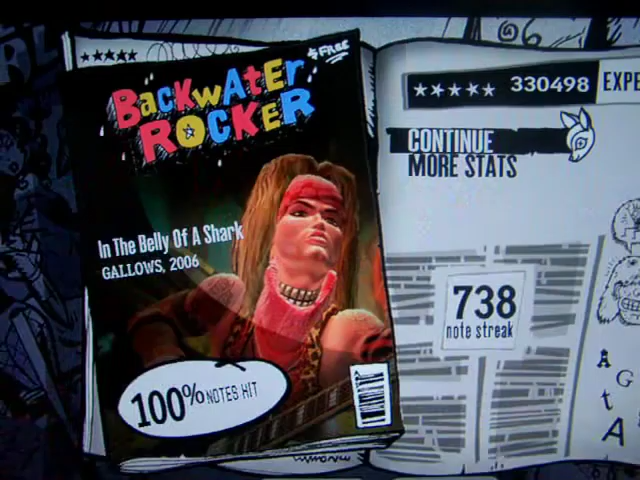 & FREE
BACKWATER
ROCKER
In The Belly Of A Shark
GALLOWS, 2006
100% NOTES HIT
330498 EXPE
CONTINUE
MORE STATS
738
note streak
A G
t
A